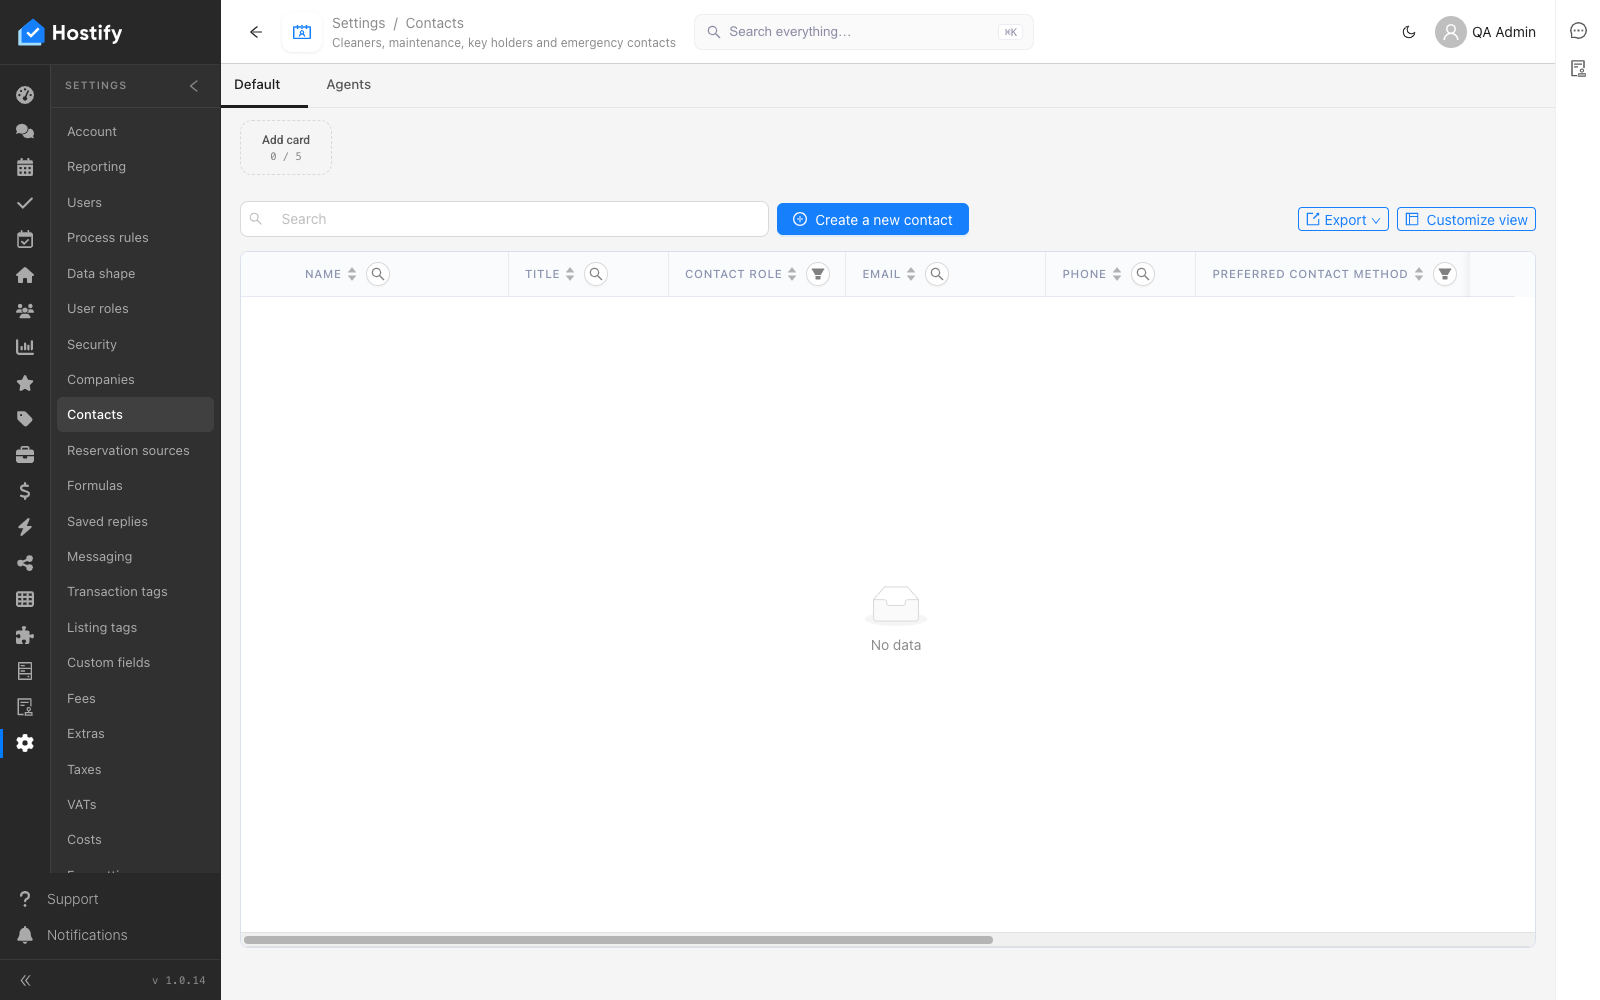 Hostify
Settings / Contacts
Cleaners, maintenance, key holders and emergency contacts
Search everything...
⌘K
QA Admin
SETTINGS
Account
Reporting
Users
Process rules
Data shape
User roles
Security
Companies
Contacts
Reservation sources
Formulas
Saved replies
Messaging
Transaction tags
Listing tags
Custom fields
Fees
Extras
Taxes
VATs
Costs
Support
Notifications
v 1.0.14
Default
Agents
Add card
0 / 5
Search
Create a new contact
Export
Customize view
NAME
TITLE
CONTACT ROLE
EMAIL
PHONE
PREFERRED CONTACT METHOD
No data